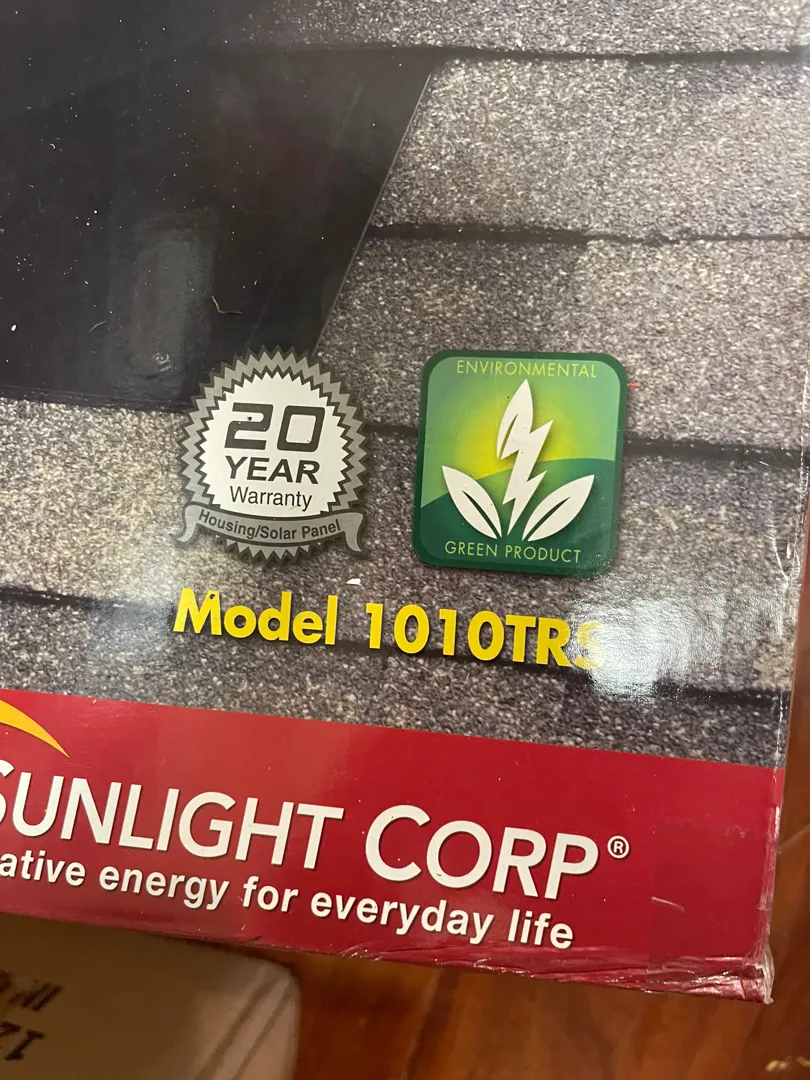 20
YEAR
Warranty
Housing/Solar Panel
ENVIRONMENTAL
GREEN PRODUCT
Model 1010TRS
SUNLIGHT CORP®
ative energy for everyday life